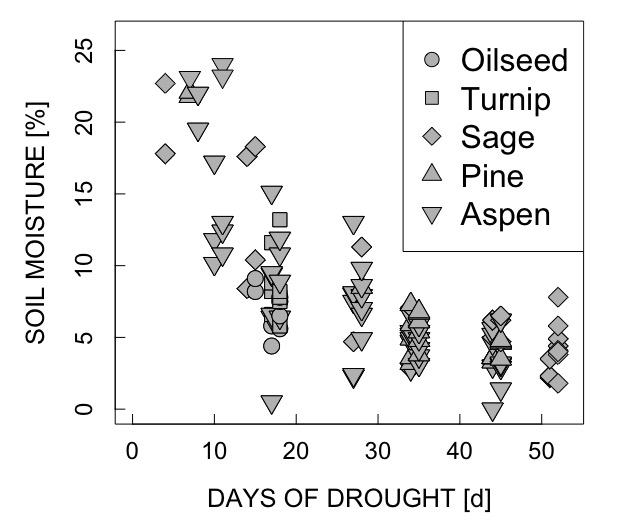 25
20
15
10
5
0
SOIL MOISTURE [%]
Oilseed
Turnip
Sage
Pine
Aspen
0 10 20 30 40 50
DAYS OF DROUGHT [d]